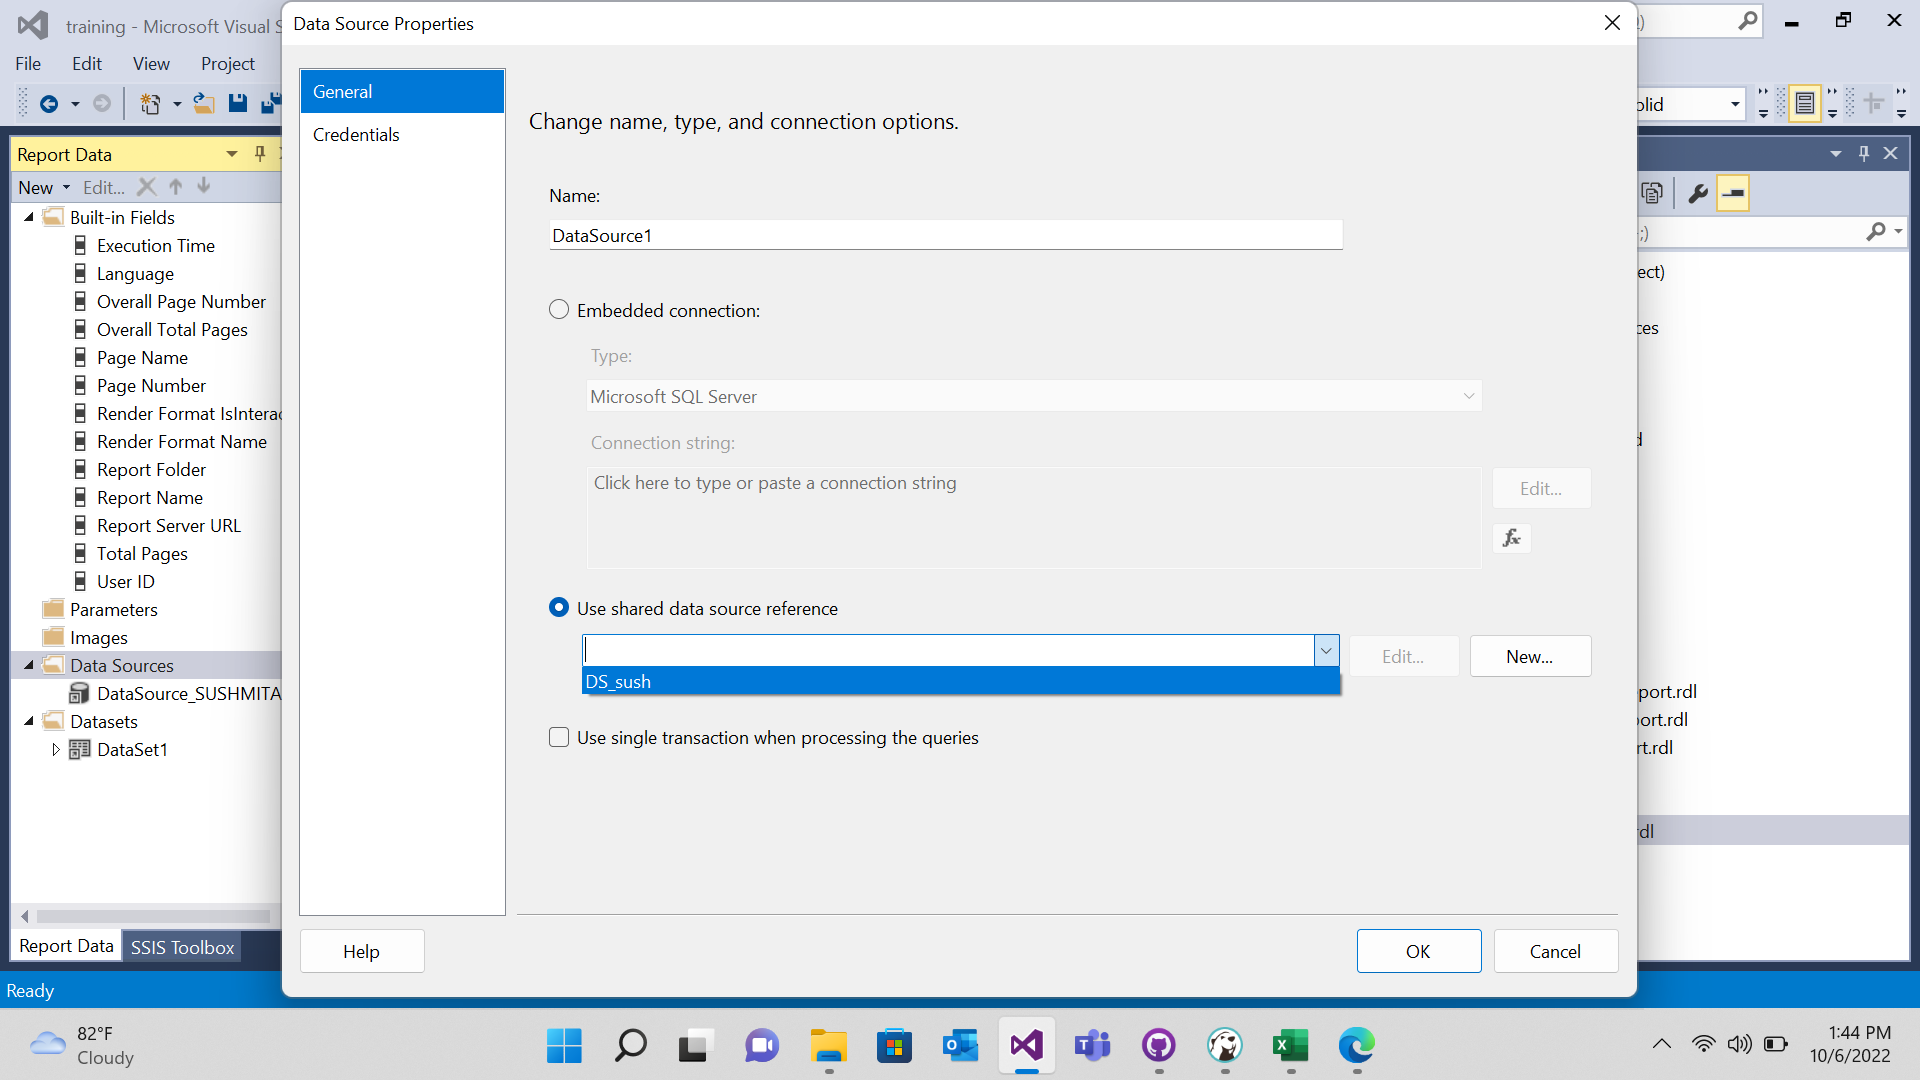 training - Microsoft Visual S
Data Source Properties
File Edit View Project
olid
General
Credentials
Change name, type, and connection options.
Report Data
New Edit...
Built-in Fields
Execution Time
Language
Overall Page Number
Overall Total Pages
Page Name
Page Number
Render Format IsInterac
Render Format Name
Report Folder
Report Name
Report Server URL
Total Pages
User ID
Parameters
Images
Data Sources
DataSource_SUSHMITA
Datasets
DataSet1
Name:
DataSource1
Embedded connection:
Type:
Microsoft SQL Server
Connection string:
Click here to type or paste a connection string
Edit...
fx
Use shared data source reference
Edit...
New...
DS_sush
Use single transaction when processing the queries
;)
ect)
ces
d
port.rdl
ort.rdl
rt.rdl
rdl
Report Data SSIS Toolbox
Help
OK
Cancel
Ready
82°F
Cloudy
1:44 PM
10/6/2022